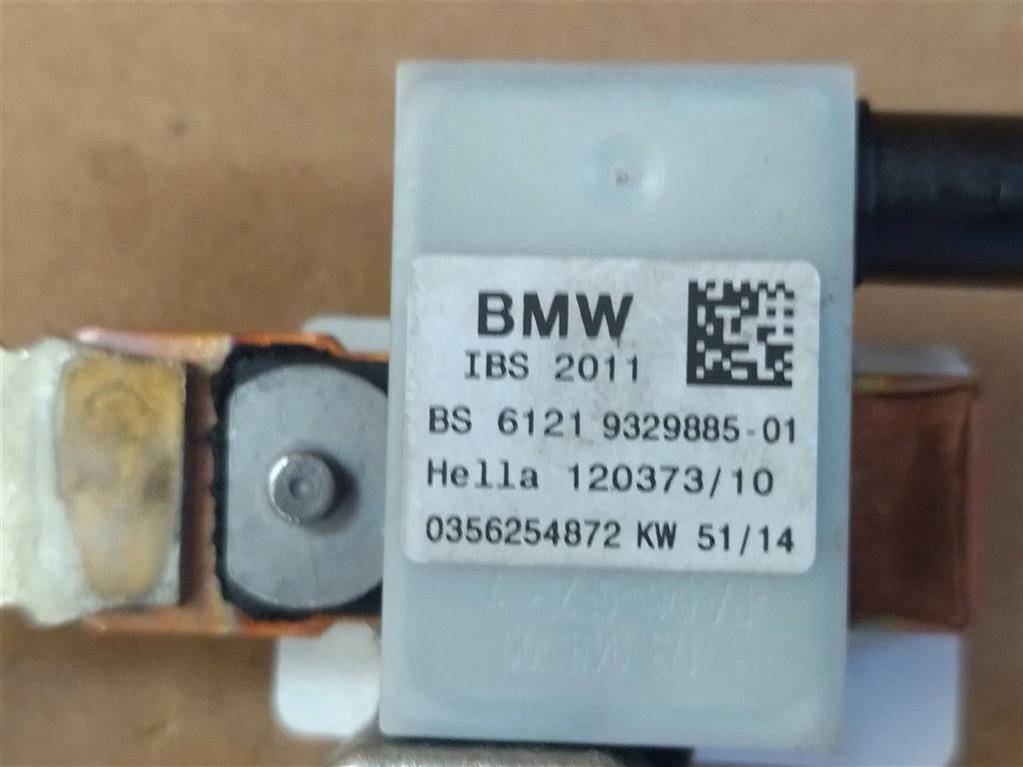 BMW
IBS 2011
BS 6121 9329885-01
Hella 120373/10
0356254872 KW 51/14